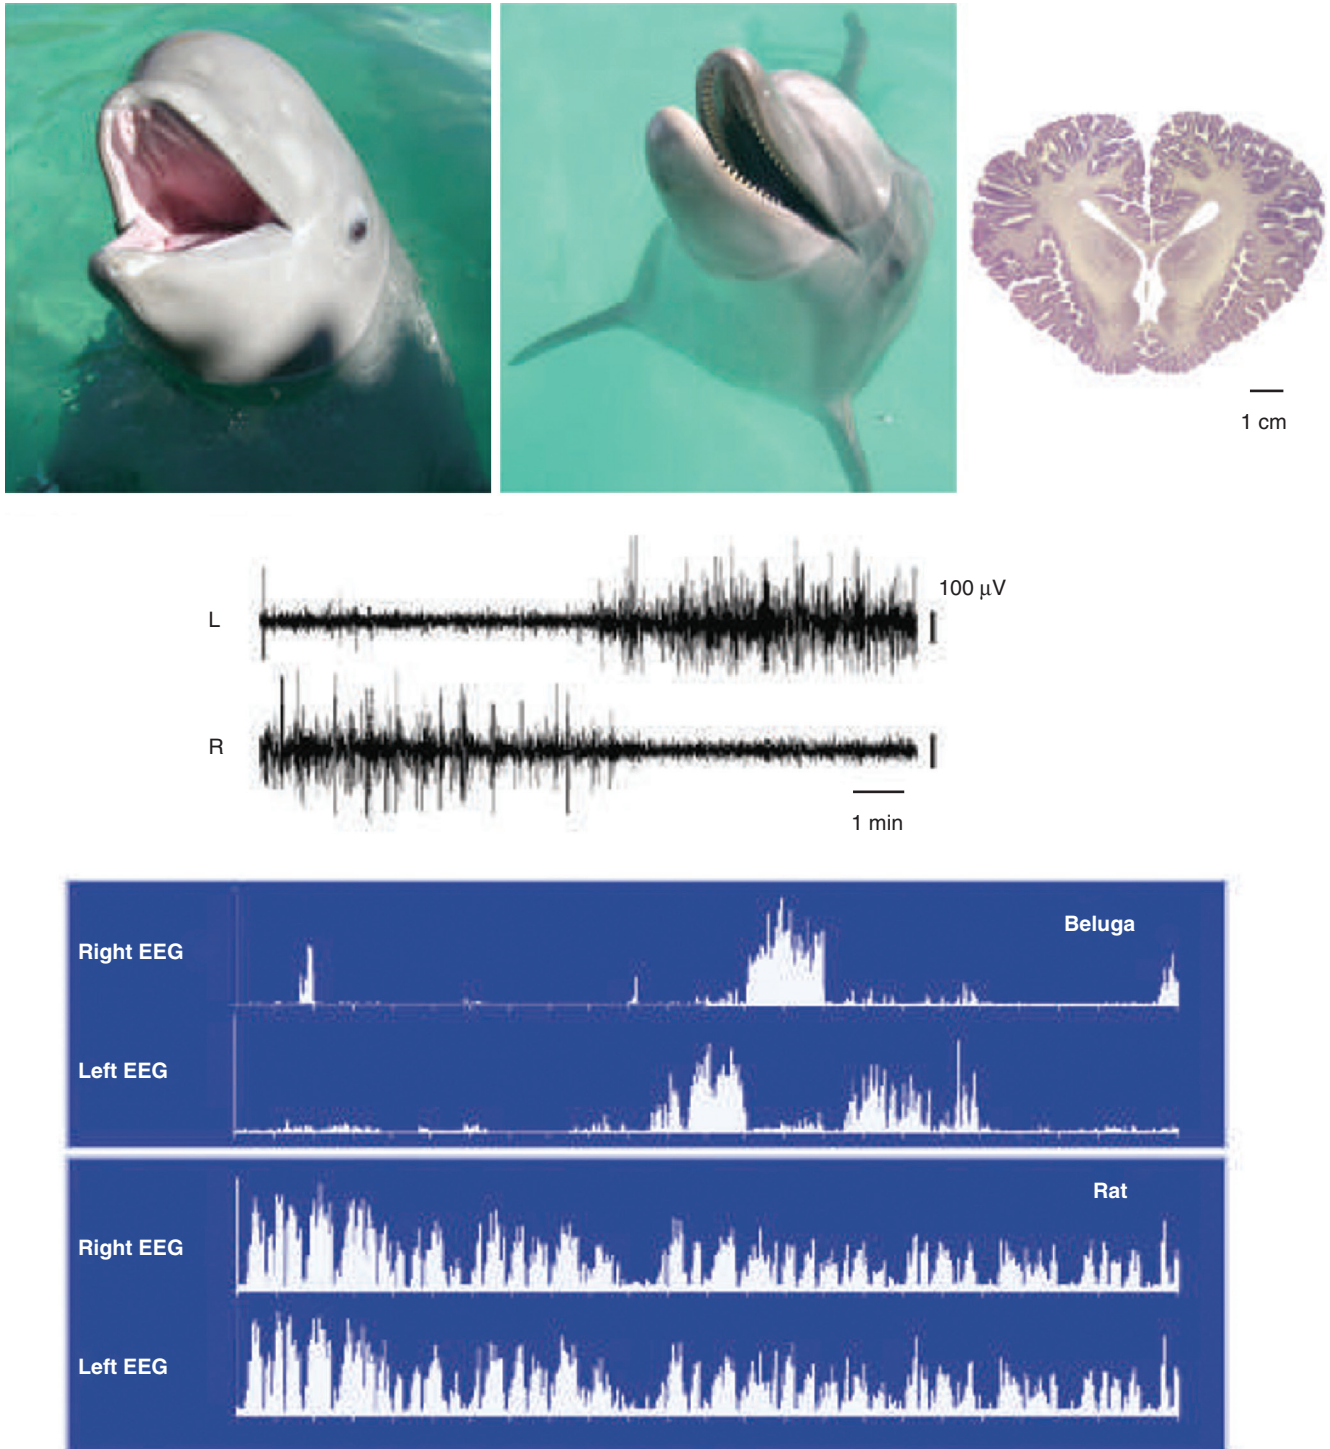 1 cm
L
100 μV
R
1 min
Beluga
Right EEG
Left EEG
Rat
Right EEG
Left EEG